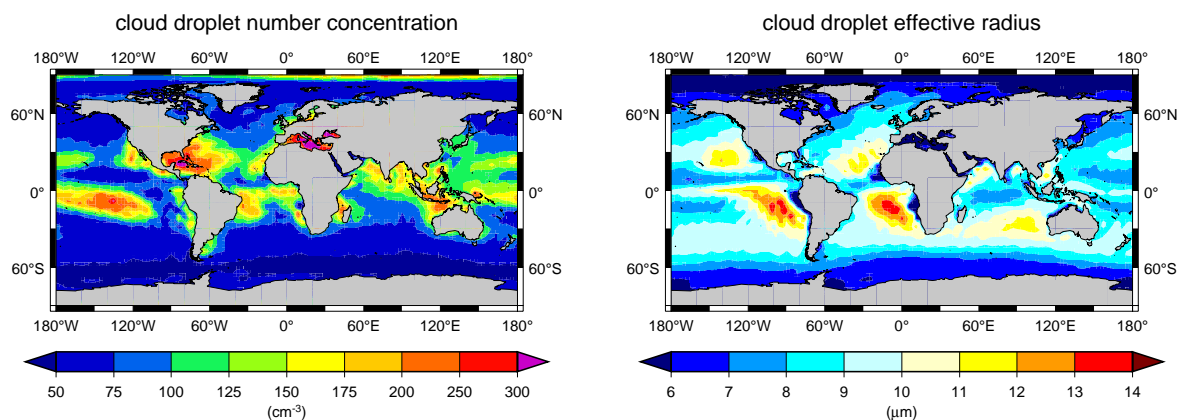 cloud droplet number concentration
180°W 120°W 60°W 0° 60°E 120°E 180°
60°N
0°
60°S
60°N
0°
60°S
180°W 120°W 60°W 0° 60°E 120°E 180°
50 75 100 125 150 175 200 250 300
(cm-3)
cloud droplet effective radius
180°W 120°W 60°W 0° 60°E 120°E 180°
60°N
0°
60°S
60°N
0°
60°S
180°W 120°W 60°W 0° 60°E 120°E 180°
6 7 8 9 10 11 12 13 14
(μm)